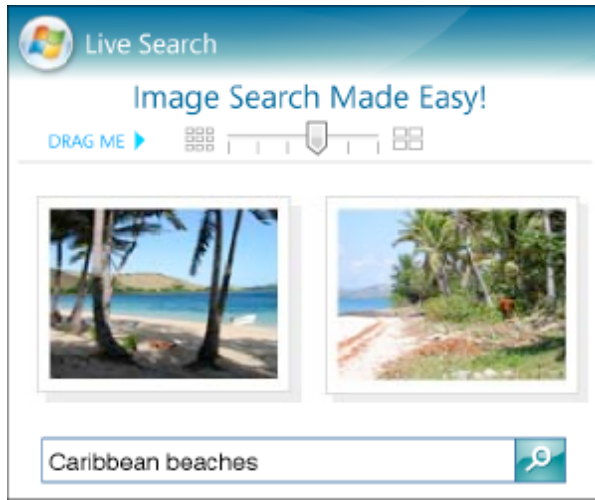 Live Search
Image Search Made Easy!
DRAG ME
Caribbean beaches